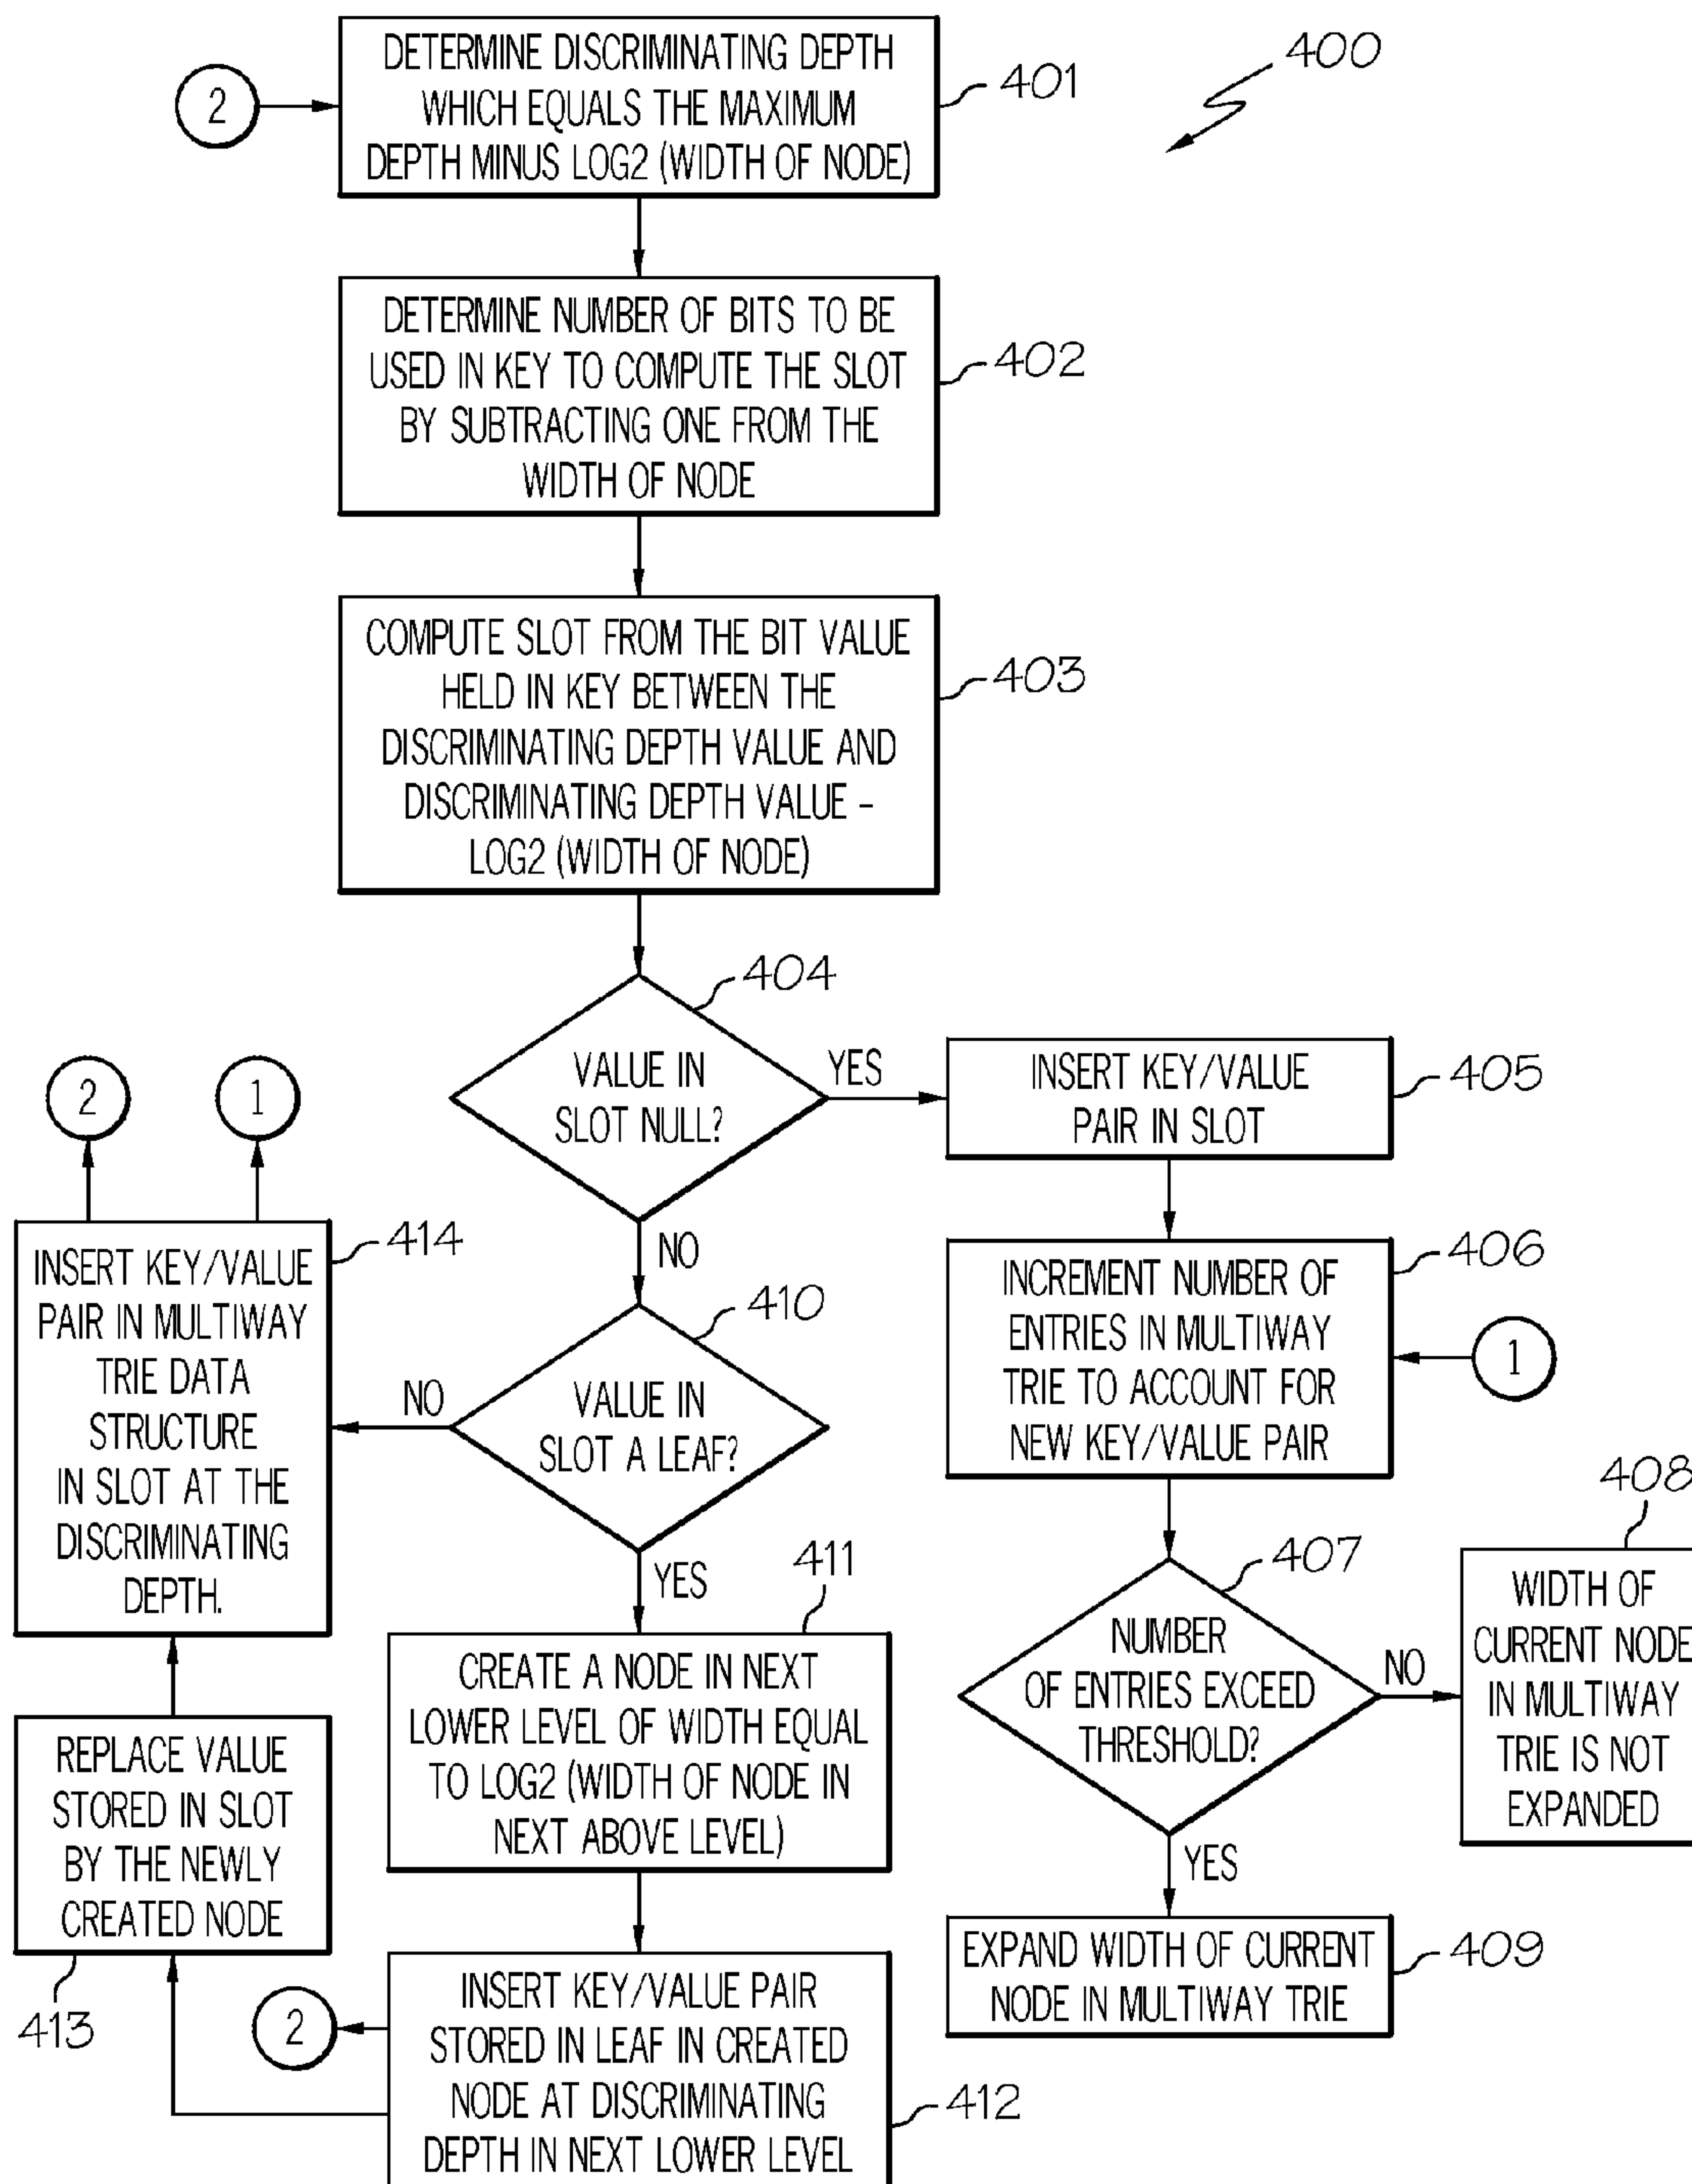 400
2
DETERMINE DISCRIMINATING DEPTH
WHICH EQUALS THE MAXIMUM
DEPTH MINUS LOG2 (WIDTH OF NODE)
401
DETERMINE NUMBER OF BITS TO BE
USED IN KEY TO COMPUTE THE SLOT
BY SUBTRACTING ONE FROM THE
WIDTH OF NODE
402
COMPUTE SLOT FROM THE BIT VALUE
HELD IN KEY BETWEEN THE
DISCRIMINATING DEPTH VALUE AND
DISCRIMINATING DEPTH VALUE –
LOG2 (WIDTH OF NODE)
403
404
VALUE IN
SLOT NULL?
YES
NO
INSERT KEY/VALUE
PAIR IN SLOT
405
INCREMENT NUMBER OF
ENTRIES IN MULTIWAY
TRIE TO ACCOUNT FOR
NEW KEY/VALUE PAIR
406
1
407
NUMBER
OF ENTRIES EXCEED
THRESHOLD?
NO
YES
408
WIDTH OF
CURRENT NODE
IN MULTIWAY
TRIE IS NOT
EXPANDED
EXPAND WIDTH OF CURRENT
NODE IN MULTIWAY TRIE
409
410
VALUE IN
SLOT A LEAF?
NO
YES
411
CREATE A NODE IN NEXT
LOWER LEVEL OF WIDTH EQUAL
TO LOG2 (WIDTH OF NODE IN
NEXT ABOVE LEVEL)
INSERT KEY/VALUE PAIR
STORED IN LEAF IN CREATED
NODE AT DISCRIMINATING
DEPTH IN NEXT LOWER LEVEL
412
2
REPLACE VALUE
STORED IN SLOT
BY THE NEWLY
CREATED NODE
413
INSERT KEY/VALUE
PAIR IN MULTIWAY
TRIE DATA
STRUCTURE
IN SLOT AT THE
DISCRIMINATING
DEPTH.
414
2
1